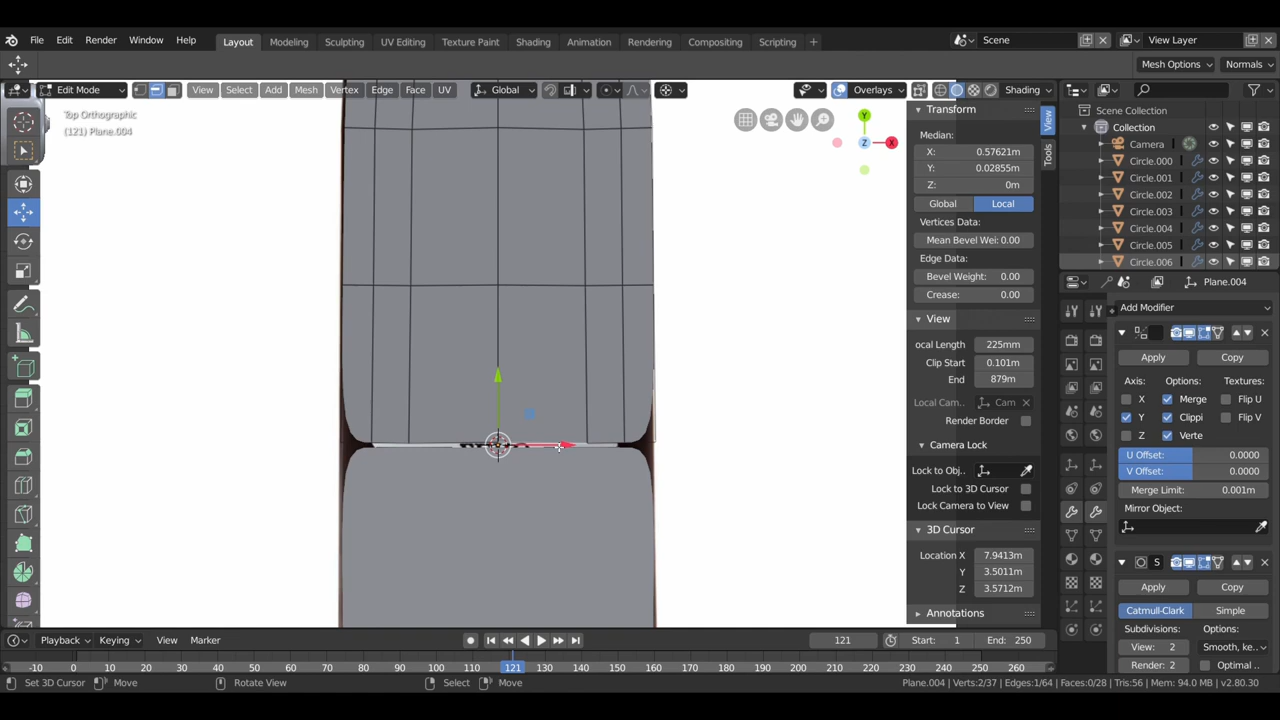 File Edit Render Window Help Layout Modeling Sculpting UV Editing Texture Paint Shading Animation Rendering Compositing Scripting + Scene View Layer
Mesh Options Normals
Edit Mode View Select Add Mesh Vertex Edge Face UV Global Overlays Shading
Top Orthographic
(121) Plane.004
Y
Z X
Transform
Median:
X: 0.57621m
Y: 0.02855m
Z: 0m
Global Local
Vertices Data:
Mean Bevel Wei: 0.00
Edge Data:
Bevel Weight: 0.00
Crease: 0.00
View
ocal Length 225mm
Clip Start 0.101m
End 879m
Local Cam... Cam
Render Border
Camera Lock
Lock to Obj...
Lock to 3D Cursor
Lock Camera to View
3D Cursor
Location X 7.9413m
Y 3.5011m
Z 3.5712m
Annotations
View
Tools
Scene Collection
Collection
Camera
Circle.000
Circle.001
Circle.002
Circle.003
Circle.004
Circle.005
Circle.006
Plane.004
Add Modifier
Apply Copy
Axis: Options: Textures:
X Merge Flip U
Y Clippi Flip V
Z Verte
U Offset: 0.0000
V Offset: 0.0000
Merge Limit: 0.001m
Mirror Object:
S
Apply Copy
Catmull-Clark Simple
Subdivisions: Options:
View: 2 Smooth, ke...
Render: 2 Optimal ..
Playback Keying View Marker 121 Start: 1 End: 250
-10 0 10 20 30 40 50 60 70 80 90 100 110 121 130 140 150 160 170 180 190 200 210 220 230 240 250 260
Set 3D Cursor Move Rotate View Select Move Plane.004 | Verts:2/37 | Edges:1/64 | Faces:0/28 | Tris:56 | Mem: 94.0 MB | v2.80.30